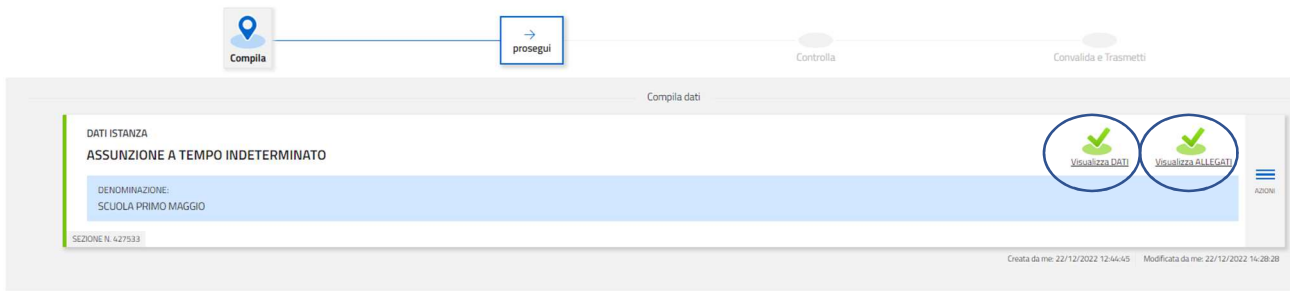 Compila
prosegui
Controlla
Convalida e Trasmetti
Compila dati
DATI ISTANZA
ASSUNZIONE A TEMPO INDETERMINATO
Visualizza DATI
Visualizza ALLEGATI
AZIONI
DENOMINAZIONE:
SCUOLA PRIMO MAGGIO
SEZIONE N. 427533
Creata da me: 22/12/2022 12:44:45 Modificata da me: 22/12/2022 14:28:28